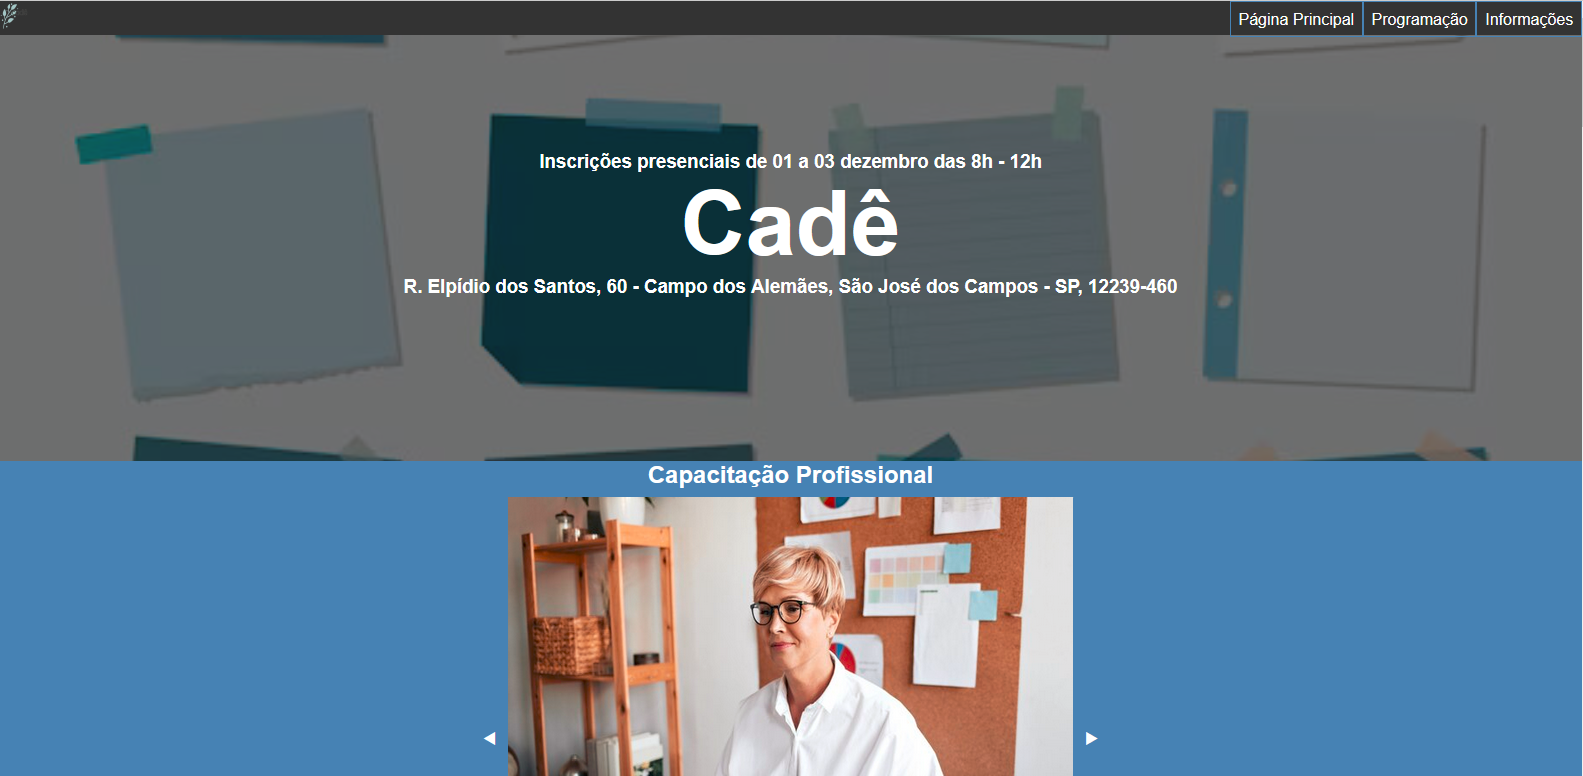 Página Principal
Programação
Informações
Inscrições presenciais de 01 a 03 dezembro das 8h - 12h
Cadê
R. Elpídio dos Santos, 60 - Campo dos Alemães, São José dos Campos - SP, 12239-460
Capacitação Profissional